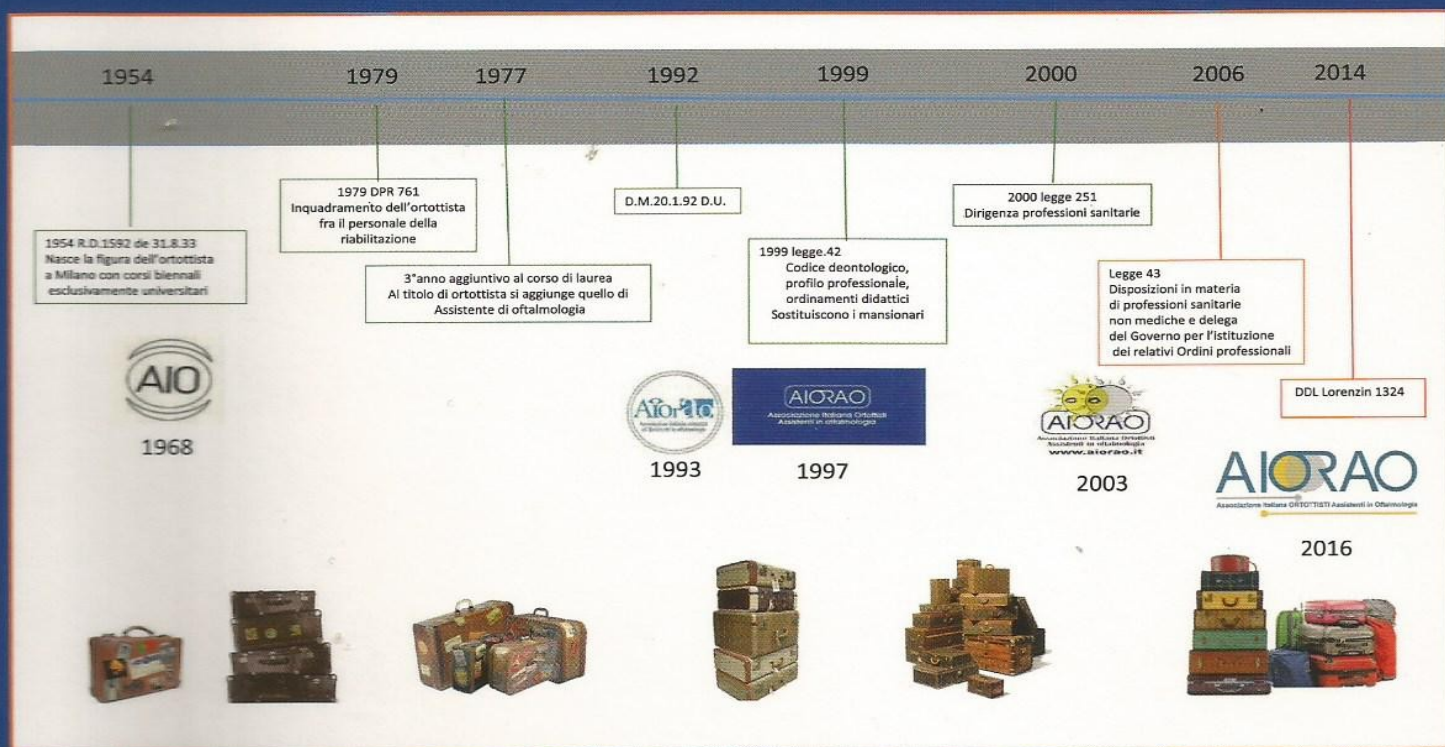 1954 1979 1977 1992 1999 2000 2006 2014
1954 R.D.1592 de 31.8.33
Nasce la figura dell'ortottista
a Milano con corsi biennali
esclusivamente universitari
1979 DPR 761
Inquadramento dell'ortottista
fra il personale della
riabilitazione
3°anno aggiuntivo al corso di laurea
Al titolo di ortottista si aggiunge quello di
Assistente di oftalmologia
D.M.20.1.92 D.U.
1999 legge.42
Codice deontologico,
profilo professionale,
ordinamenti didattici
Sostituiscono i mansionari
2000 legge 251
Dirigenza professioni sanitarie
Legge 43
Disposizioni in materia
di professioni sanitarie
non mediche e delega
del Governo per l'istituzione
dei relativi Ordini professionali
DDL Lorenzin 1324
AIO
1968
AIorao
1993
AIORAO
Associazione Italiana Ortottisti
Assistenti in oftalmologia
1997
AIORAO
Associazione Italiana Ortottisti
Assistenti in oftalmologia
www.aiorao.it
2003
AIORAO
Associazione Italiana ORTOTTISTI Assistenti in Oftalmologia
2016